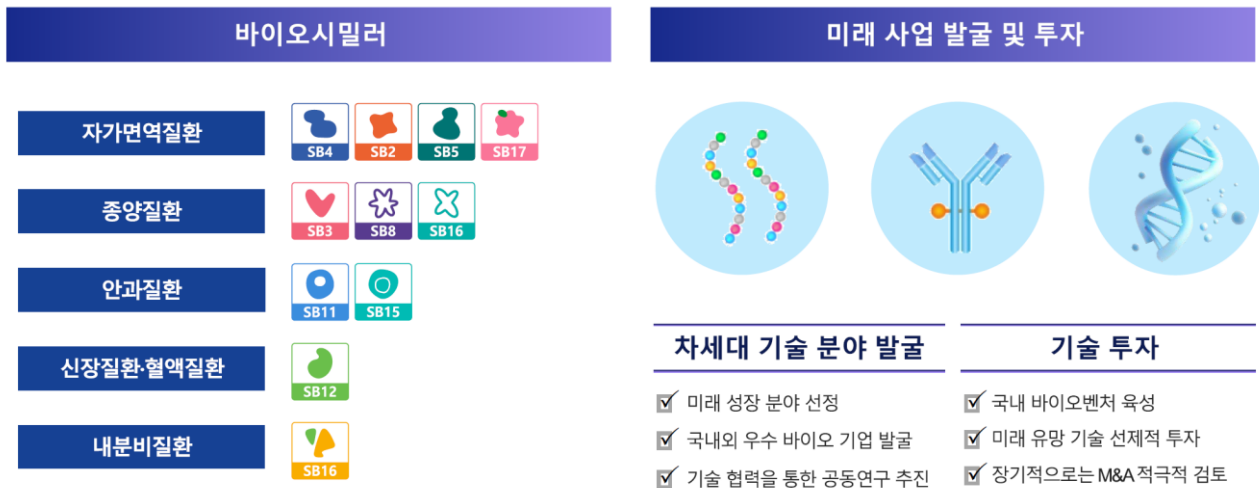 바이오시밀러
자가면역질환
SB4 SB2 SB5 SB17
종양질환
SB3 SB8 SB16
안과질환
SB11 SB15
신장질환·혈액질환
SB12
내분비질환
SB16
미래 사업 발굴 및 투자
차세대 기술 분야 발굴
☑ 미래 성장 분야 선정
☑ 국내외 우수 바이오 기업 발굴
☑ 기술 협력을 통한 공동연구 추진
기술 투자
☑ 국내 바이오벤처 육성
☑ 미래 유망 기술 선제적 투자
☑ 장기적으로는 M&A 적극적 검토